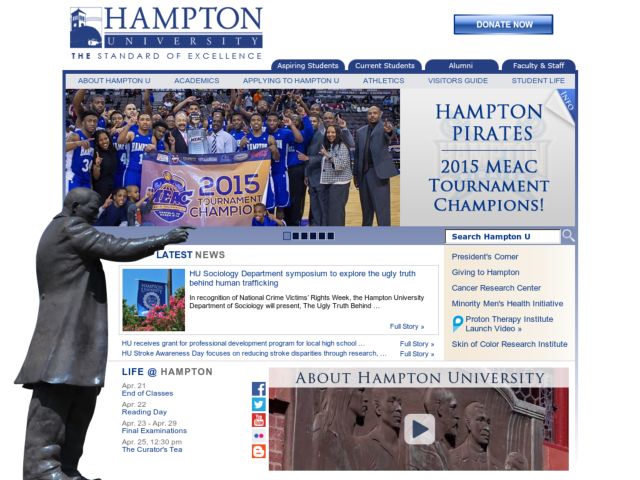 HAMPTON
UNIVERSITY
THE STANDARD OF EXCELLENCE
DONATE NOW
Aspiring Students
Current Students
Alumni
Faculty & Staff
ABOUT HAMPTON U
ACADEMICS
APPLYING TO HAMPTON U
ATHLETICS
VISITORS GUIDE
STUDENT LIFE
MEAC
2015
TOURNAMENT
CHAMPION
HAMPTON
PIRATES
2015 MEAC
TOURNAMENT
CHAMPIONS!
INFO
Search Hampton U
LATEST NEWS
HU Sociology Department symposium to explore the ugly truth
behind human trafficking
In recognition of National Crime Victims' Rights Week, the Hampton University
Department of Sociology will present, The Ugly Truth Behind ...
Full Story »
HU receives grant for professional development program for local high school ...
Full Story »
HU Stroke Awareness Day focuses on reducing stroke disparities through research, ...
Full Story »
President's Corner
Giving to Hampton
Cancer Research Center
Minority Men's Health Initiative
Proton Therapy Institute
Launch Video »
Skin of Color Research Institute
LIFE @ HAMPTON
Apr. 21
End of Classes
Apr. 22
Reading Day
Apr. 23 - Apr. 29
Final Examinations
Apr. 25, 12:30 pm
The Curator's Tea
ABOUT HAMPTON UNIVERSITY